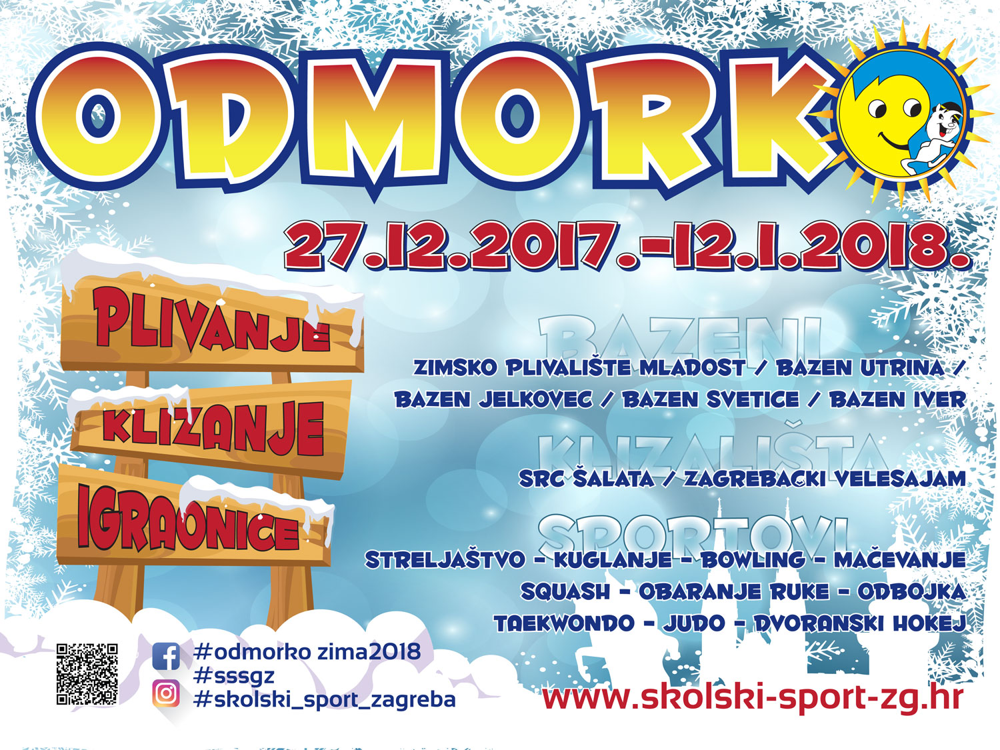 ODMORKO
27.12.2017.-12.1.2018.
PLIVANJE
KLIZANJE
IGRAONICE
BAZENI
ZIMSKO PLIVALIŠTE MLADOST / BAZEN UTRINA /
BAZEN JELKOVEC / BAZEN SVETICE / BAZEN IVER
KLIZALIŠTA
SRC ŠALATA / ZAGREBAČKI VELESAJAM
SPORTOVI
STRELJAŠTVO - KUGLANJE - BOWLING - MAČEVANJE
SQUASH - OBARANJE RUKE - ODBOJKA
TAEKWONDO - JUDO - DVORANSKI HOKEJ
#odmorko zima2018
#sssgz
#skolski_sport_zagreba
www.skolski-sport-zg.hr